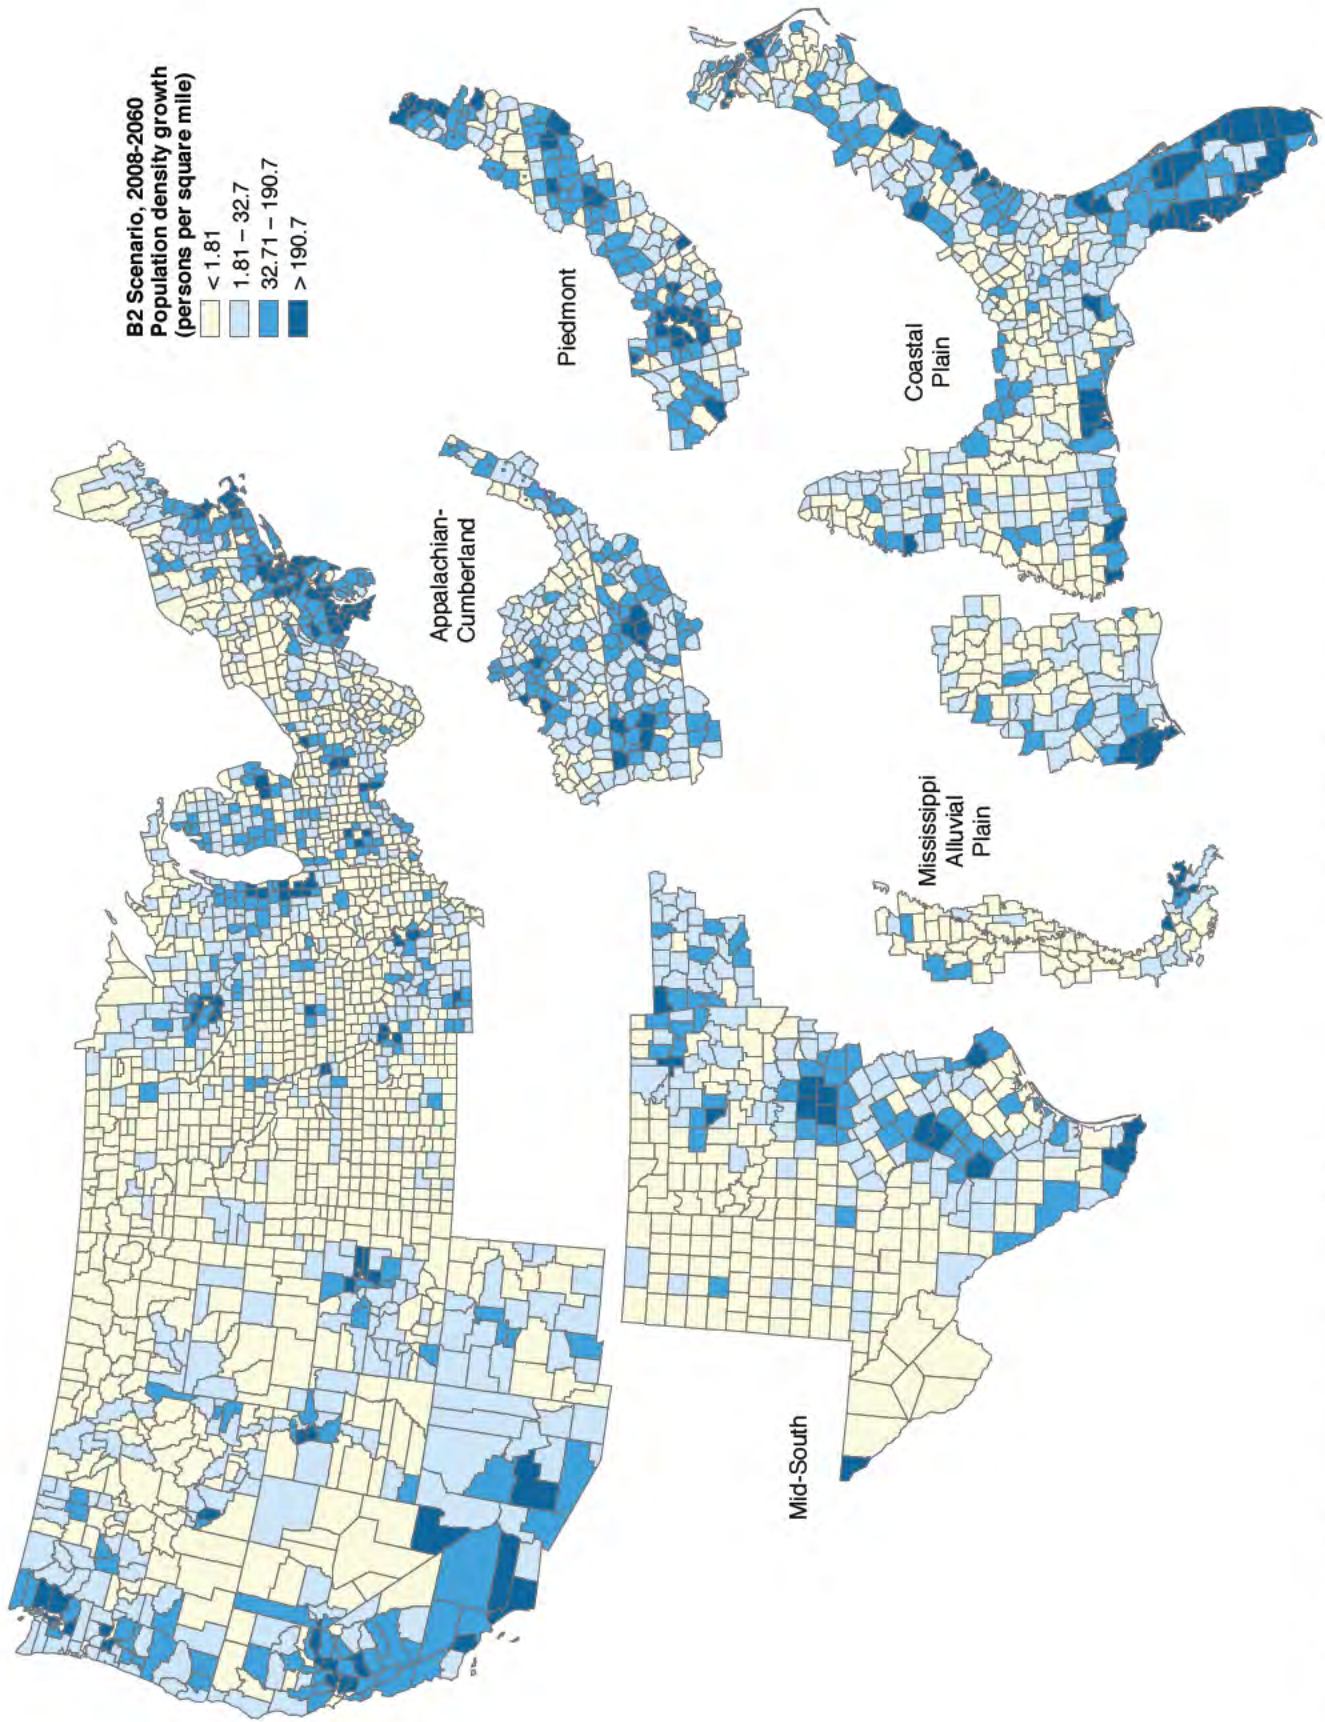 B2 Scenario, 2008-2060
Population density growth
(persons per square mile)
< 1.81
1.81 – 32.7
32.71 – 190.7
> 190.7
Piedmont
Appalachian-
Cumberland
Coastal
Plain
Mississippi
Alluvial
Plain
Mid-South